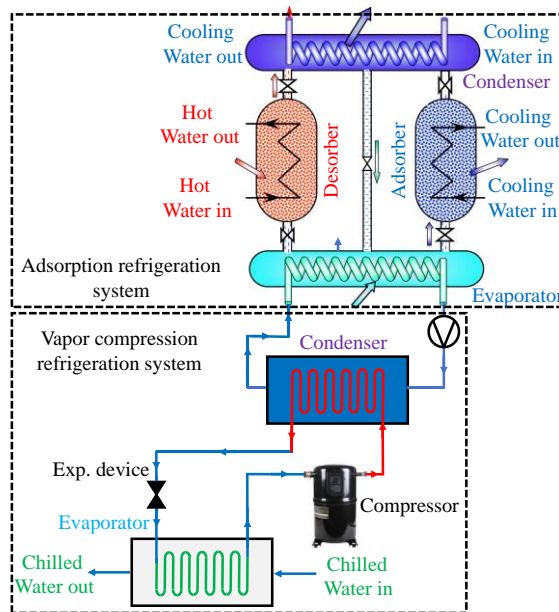 Cooling
Water out
Cooling
Water in
Condenser
Hot
Water out
Cooling
Water out
Desorber
Adsorber
Hot
Water in
Cooling
Water in
Adsorption refrigeration
system
Evaporator
Vapor compression
refrigeration system
Condenser
Exp. device
Compressor
Evaporator
Chilled
Water out
Chilled
Water in